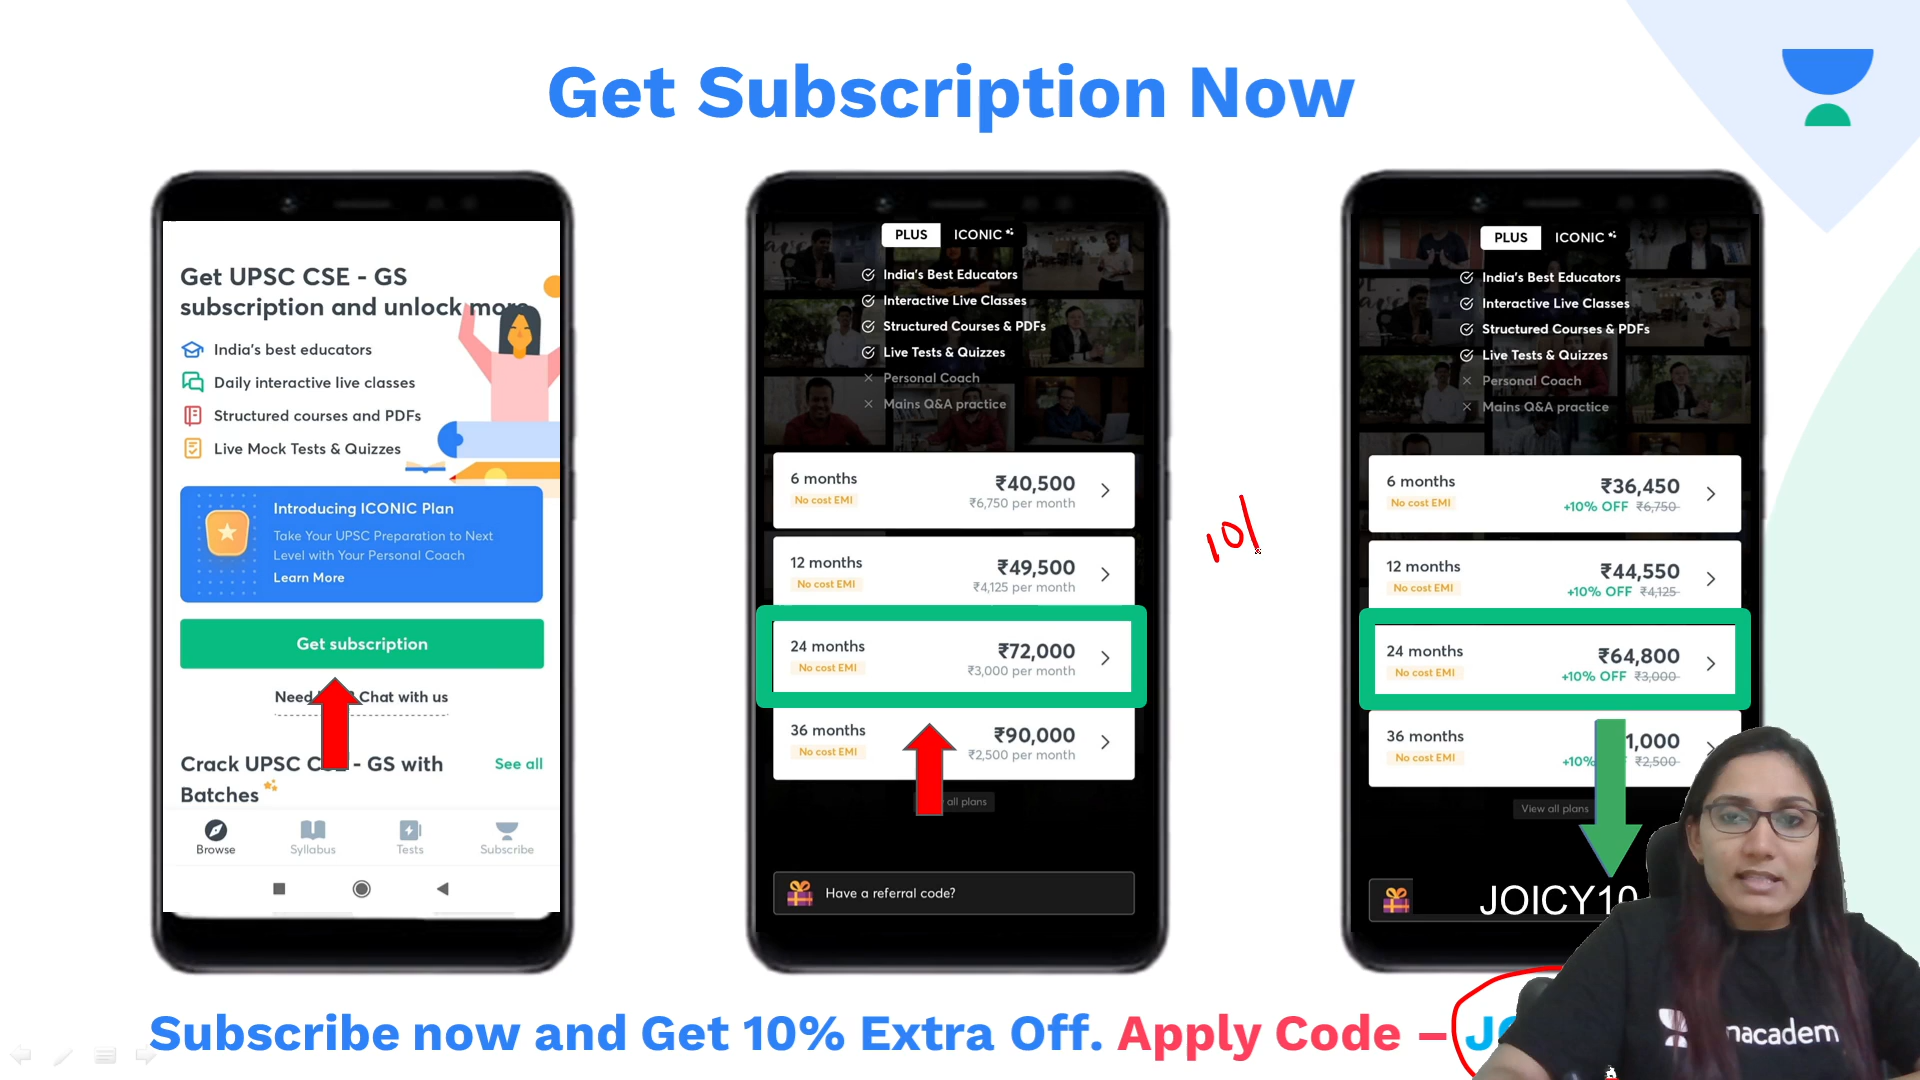 Get Subscription Now
Get UPSC CSE - GS
subscription and unlock more
India's best educators
Daily interactive live classes
Structured courses and PDFs
Live Mock Tests & Quizzes
Introducing ICONIC Plan
Take Your UPSC Preparation to Next
Level with Your Personal Coach
Learn More
Get subscription
Need Chat with us
Crack UPSC CSE - GS with
Batches
See all
Browse
Syllabus
Tests
Subscribe
PLUS ICONIC
India's Best Educators
Interactive Live Classes
Structured Courses & PDFs
Live Tests & Quizzes
Personal Coach
Mains Q&A practice
6 months ₹40,500
No cost EMI ₹6,750 per month
12 months ₹49,500
No cost EMI ₹4,125 per month
24 months ₹72,000
No cost EMI ₹3,000 per month
36 months ₹90,000
No cost EMI ₹2,500 per month
all plans
Have a referral code?
10/
PLUS ICONIC
India's Best Educators
Interactive Live Classes
Structured Courses & PDFs
Live Tests & Quizzes
Personal Coach
Mains Q&A practice
6 months ₹36,450
No cost EMI +10% OFF ₹6,750
12 months ₹44,550
No cost EMI +10% OFF ₹4,125
24 months ₹64,800
No cost EMI +10% OFF ₹3,000
36 months 1,000
No cost EMI +10% ₹2,500
View all plans
JOICY10
Subscribe now and Get 10% Extra Off. Apply Code – J
nacadem